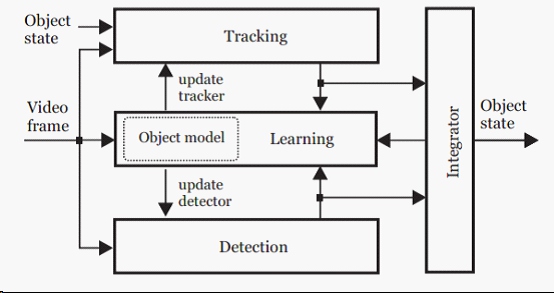 Object
state
Tracking
update
tracker
Video
frame
Object model
Learning
Integrator
Object
state
update
detector
Detection